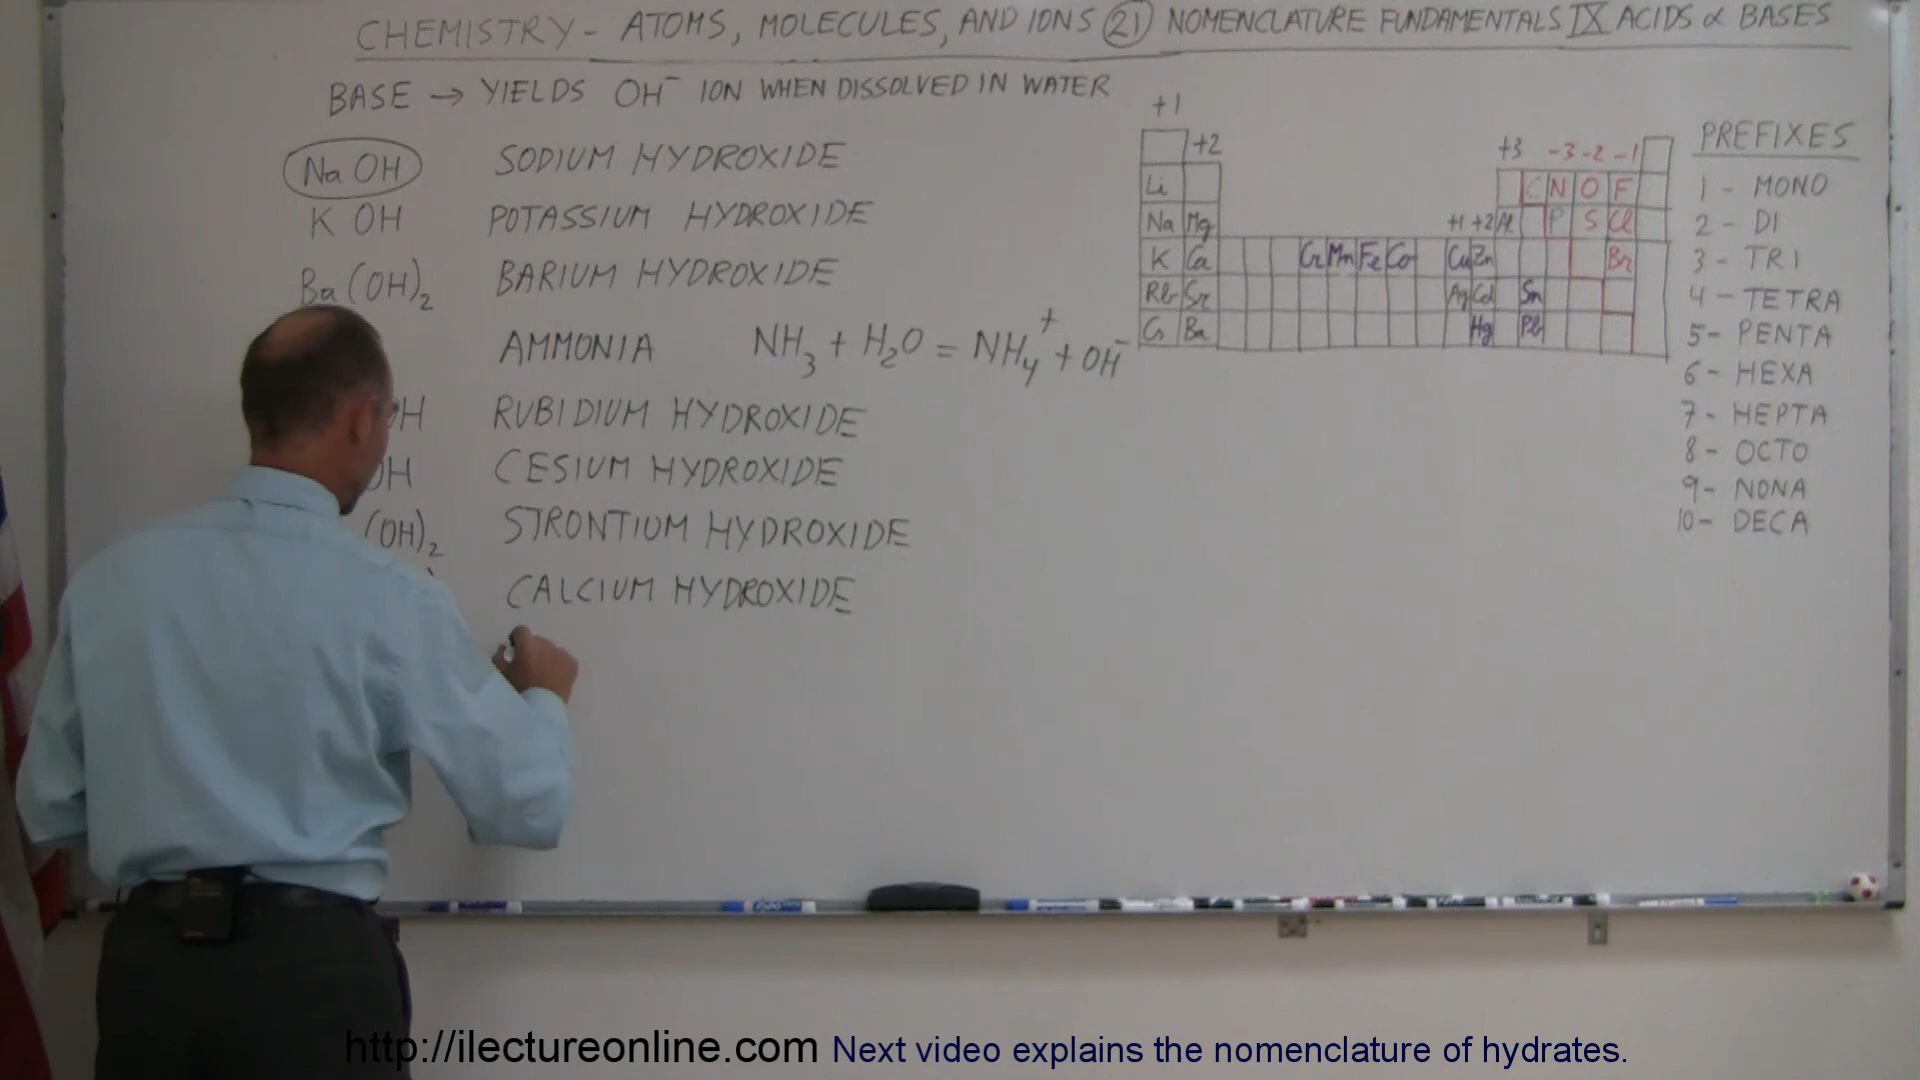 CHEMISTRY - ATOMS, MOLECULES, AND IONS 21 NOMENCLATURE FUNDAMENTALS IX ACIDS & BASES
BASE → YIELDS OH⁻ ION WHEN DISSOLVED IN WATER
NaOH SODIUM HYDROXIDE
KOH POTASSIUM HYDROXIDE
Ba(OH)₂ BARIUM HYDROXIDE
AMMONIA NH₃ + H₂O = NH₄⁺ + OH⁻
OH RUBIDIUM HYDROXIDE
OH CESIUM HYDROXIDE
(OH)₂ STRONTIUM HYDROXIDE
CALCIUM HYDROXIDE
+1
+2 +3 -3 -2 -1
Li C N O F
Na Mg +1 +2 Al P S Cl
K Ca Cr Mn Fe Co Cu Zn Br
Rb Sr Ag Cd Sn
Cs Ba Hg Pb
PREFIXES
1 - MONO
2 - DI
3 - TRI
4 - TETRA
5 - PENTA
6 - HEXA
7 - HEPTA
8 - OCTO
9 - NONA
10 - DECA
http://ilectureonline.com Next video explains the nomenclature of hydrates.